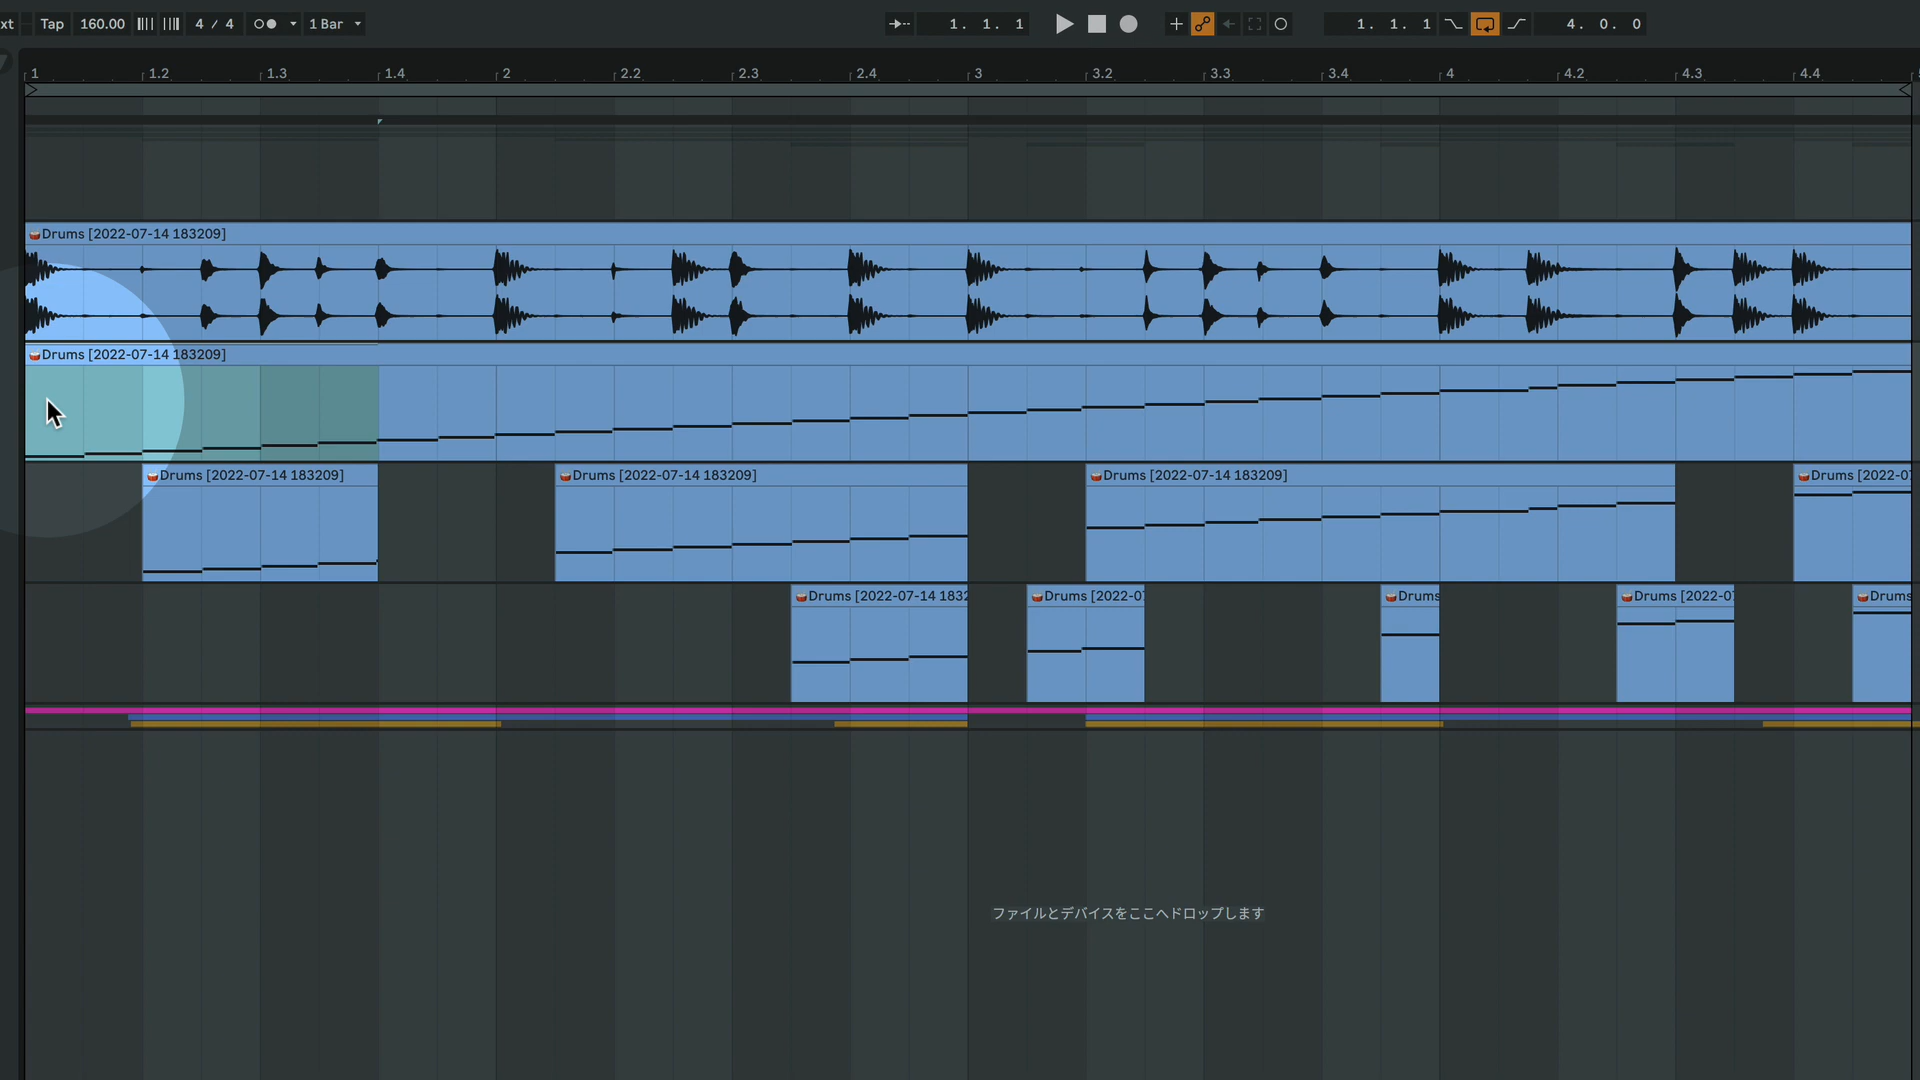 xt Tap 160.00 4 / 4 1 Bar 1. 1. 1 1. 1. 1 4. 0. 0
1 1.2 1.3 1.4 2 2.2 2.3 2.4 3 3.2 3.3 3.4 4 4.2 4.3 4.4
Drums [2022-07-14 183209]
Drums [2022-07-14 183209]
Drums [2022-07-14 183209] Drums [2022-07-14 183209] Drums [2022-07-14 183209] Drums [2022-0
Drums [2022-07-14 1832 Drums [2022-0 Drums Drums [2022-0 Drums
ファイルとデバイスをここへドロップします